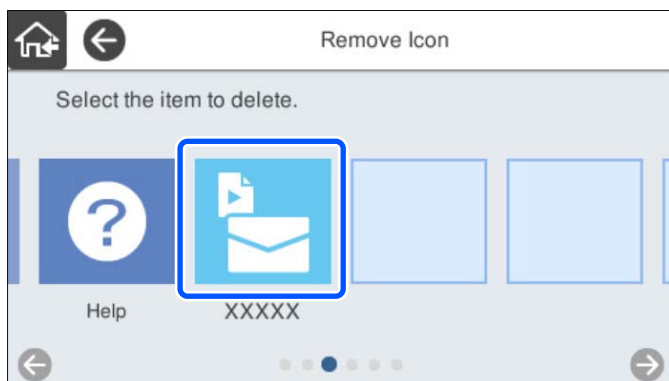 Remove Icon
Select the item to delete.
?
Help
XXXXX